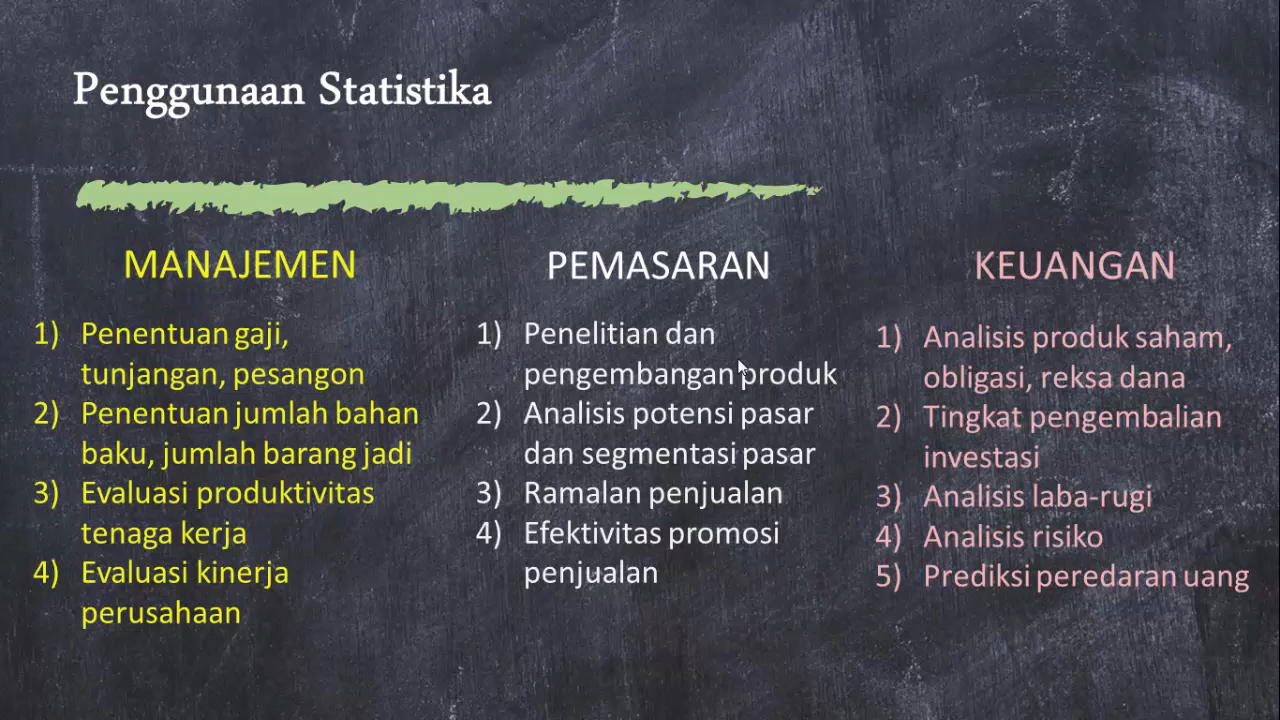 Penggunaan Statistika
MANAJEMEN
1) Penentuan gaji,
tunjangan, pesangon
2) Penentuan jumlah bahan
baku, jumlah barang jadi
3) Evaluasi produktivitas
tenaga kerja
4) Evaluasi kinerja
perusahaan
PEMASARAN
1) Penelitian dan
pengembangan produk
2) Analisis potensi pasar
dan segmentasi pasar
3) Ramalan penjualan
4) Efektivitas promosi
penjualan
KEUANGAN
1) Analisis produk saham,
obligasi, reksa dana
2) Tingkat pengembalian
investasi
3) Analisis laba-rugi
4) Analisis risiko
5) Prediksi peredaran uang